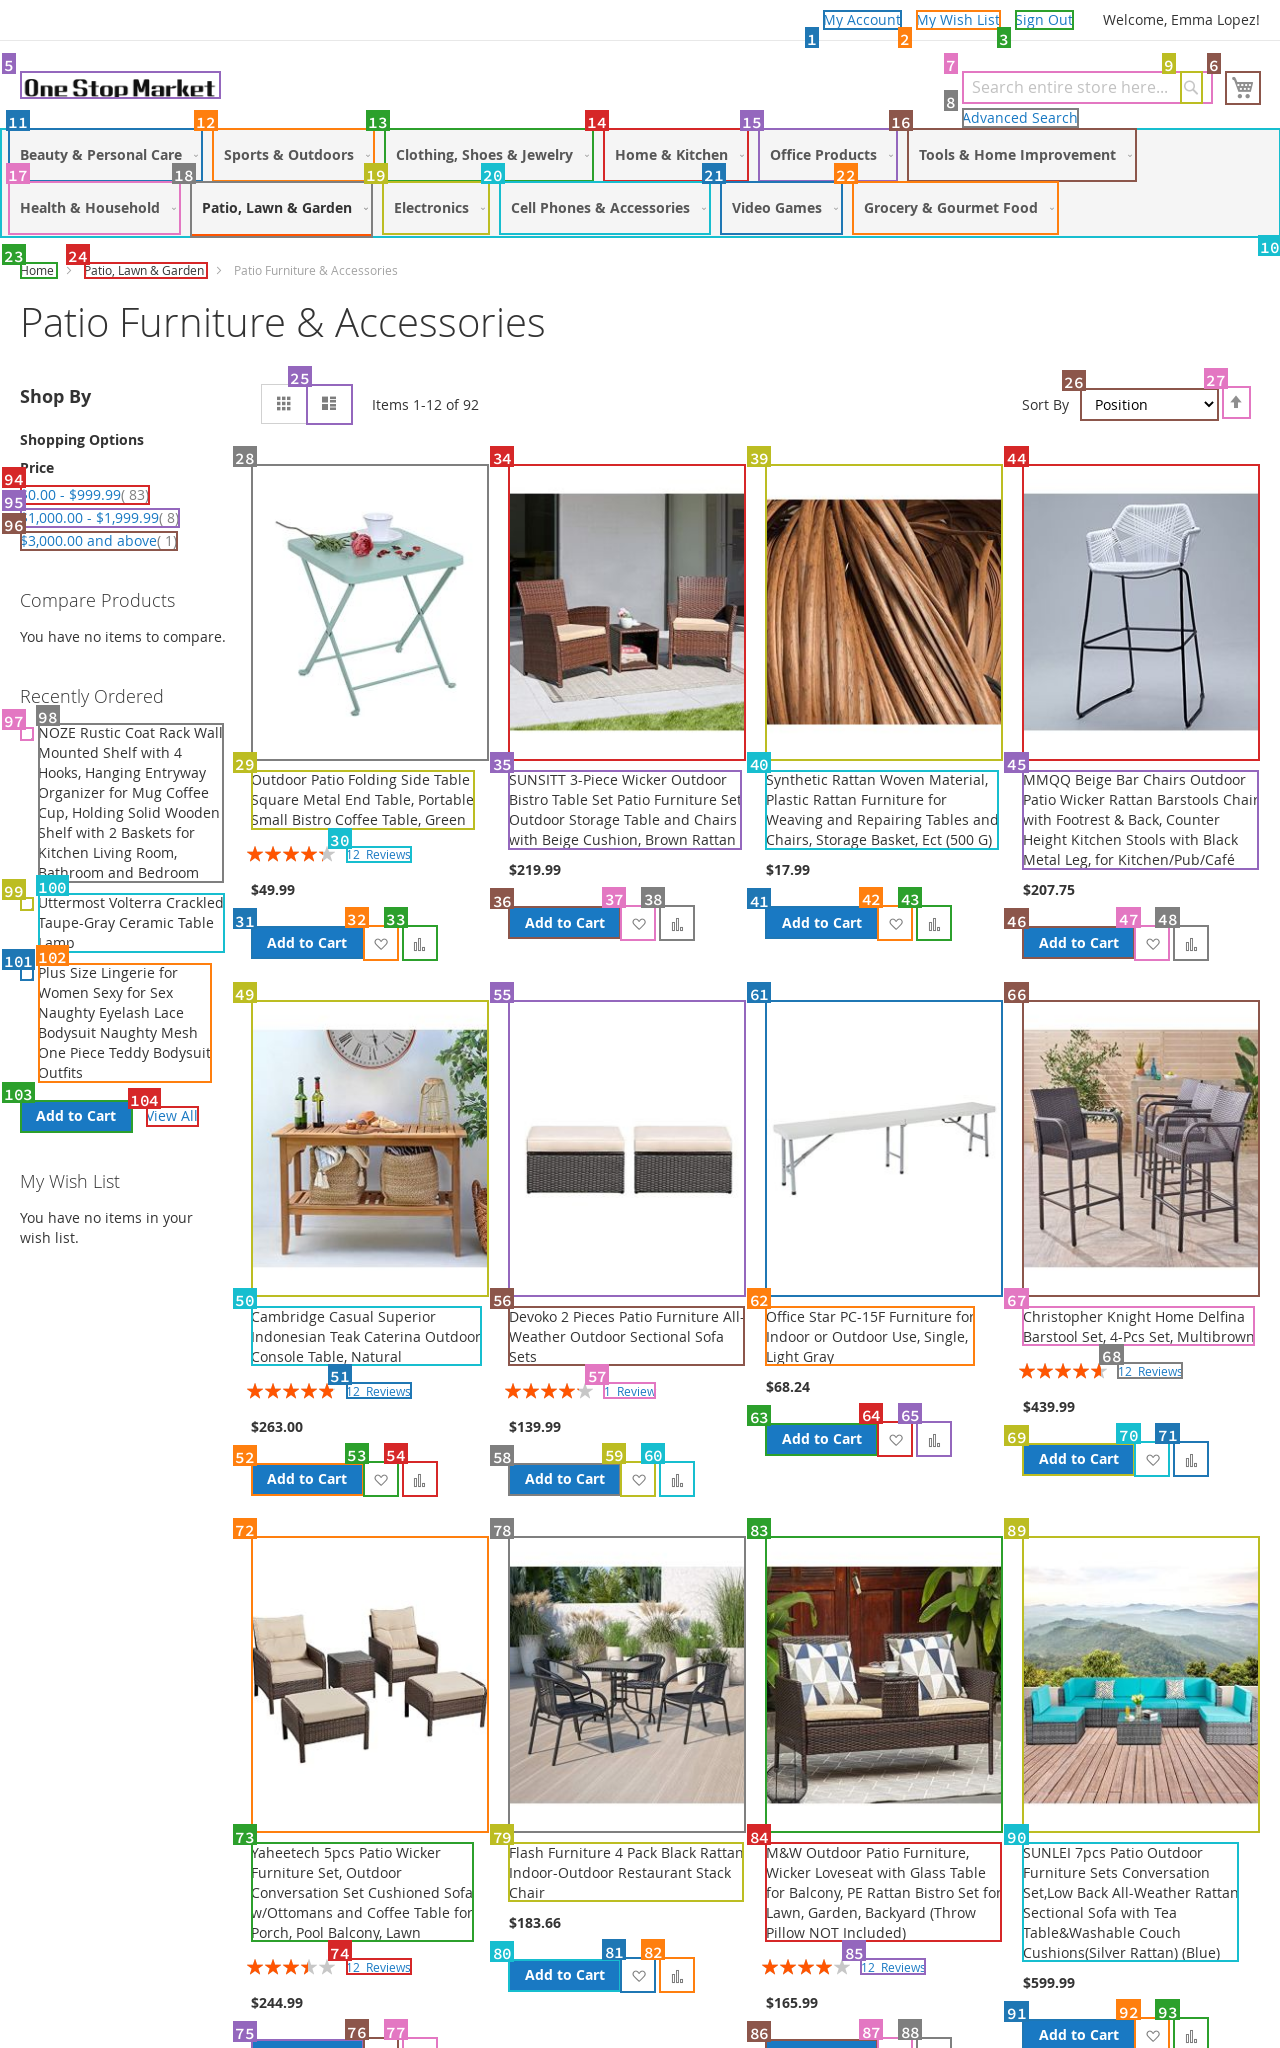 My Account
My Wish List
Sign Out
Welcome, Emma Lopez!
1
2
3
5
One Stop Market
7
9
6
Search entire store here...
8
Advanced Search
11
12
13
14
15
16
Beauty & Personal Care
Sports & Outdoors
Clothing, Shoes & Jewelry
Home & Kitchen
Office Products
Tools & Home Improvement
17
18
19
20
21
22
Health & Household
Patio, Lawn & Garden
Electronics
Cell Phones & Accessories
Video Games
Grocery & Gourmet Food
10
23
24
Home
Patio, Lawn & Garden
Patio Furniture & Accessories
Patio Furniture & Accessories
Shop By
Shopping Options
Price
94
$0.00 - $999.99( 83)
95
$1,000.00 - $1,999.99( 8)
96
$3,000.00 and above( 1)
Compare Products
You have no items to compare.
Recently Ordered
97
98
NOZE Rustic Coat Rack Wall
Mounted Shelf with 4
Hooks, Hanging Entryway
Organizer for Mug Coffee
Cup, Holding Solid Wooden
Shelf with 2 Baskets for
Kitchen Living Room,
Bathroom and Bedroom
99
100
Uttermost Volterra Crackled
Taupe-Gray Ceramic Table
Lamp
101
102
Plus Size Lingerie for
Women Sexy for Sex
Naughty Eyelash Lace
Bodysuit Naughty Mesh
One Piece Teddy Bodysuit
Outfits
103
104
Add to Cart
View All
My Wish List
You have no items in your
wish list.
25
Items 1-12 of 92
26
27
Sort By
Position
28
29
Outdoor Patio Folding Side Table
Square Metal End Table, Portable
Small Bistro Coffee Table, Green
30
12 Reviews
$49.99
31
32
33
Add to Cart
34
35
SUNSITT 3-Piece Wicker Outdoor
Bistro Table Set Patio Furniture Set
Outdoor Storage Table and Chairs
with Beige Cushion, Brown Rattan
$219.99
36
37
38
Add to Cart
39
40
Synthetic Rattan Woven Material,
Plastic Rattan Furniture for
Weaving and Repairing Tables and
Chairs, Storage Basket, Ect (500 G)
$17.99
41
42
43
Add to Cart
44
45
MMQQ Beige Bar Chairs Outdoor
Patio Wicker Rattan Barstools Chair
with Footrest & Back, Counter
Height Kitchen Stools with Black
Metal Leg, for Kitchen/Pub/Café
$207.75
46
47
48
Add to Cart
49
50
Cambridge Casual Superior
Indonesian Teak Caterina Outdoor
Console Table, Natural
51
12 Reviews
$263.00
52
53
54
Add to Cart
55
56
Devoko 2 Pieces Patio Furniture All-
Weather Outdoor Sectional Sofa
Sets
57
1 Review
$139.99
58
59
60
Add to Cart
61
62
Office Star PC-15F Furniture for
Indoor or Outdoor Use, Single,
Light Gray
$68.24
63
64
65
Add to Cart
66
67
Christopher Knight Home Delfina
Barstool Set, 4-Pcs Set, Multibrown
68
12 Reviews
$439.99
69
70
71
Add to Cart
72
73
Yaheetech 5pcs Patio Wicker
Furniture Set, Outdoor
Conversation Set Cushioned Sofa
w/Ottomans and Coffee Table for
Porch, Pool Balcony, Lawn
74
12 Reviews
$244.99
75
76
77
78
79
Flash Furniture 4 Pack Black Rattan
Indoor-Outdoor Restaurant Stack
Chair
$183.66
80
81
82
Add to Cart
83
84
M&W Outdoor Patio Furniture,
Wicker Loveseat with Glass Table
for Balcony, PE Rattan Bistro Set for
Lawn, Garden, Backyard (Throw
Pillow NOT Included)
85
12 Reviews
$165.99
86
87
88
89
90
SUNLEI 7pcs Patio Outdoor
Furniture Sets Conversation
Set,Low Back All-Weather Rattan
Sectional Sofa with Tea
Table&Washable Couch
Cushions(Silver Rattan) (Blue)
$599.99
91
92
93
Add to Cart